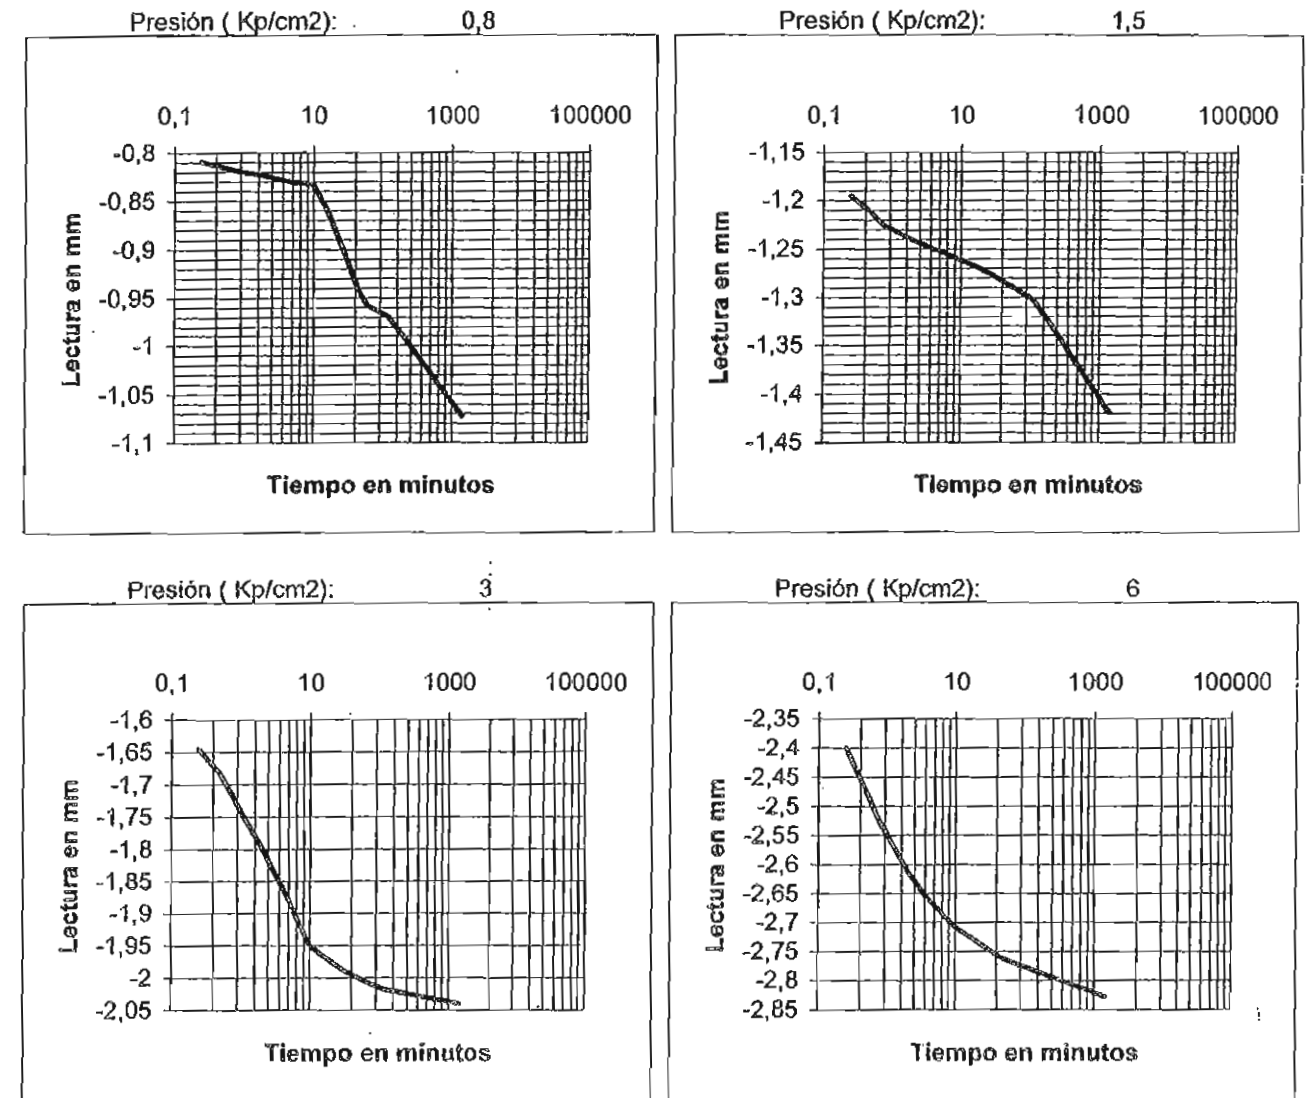 Presión ( Kp/cm2): 0,8
0,1 10 1000 100000
-0,8
-0,85
-0,9
-0,95
-1
-1,05
-1,1
Lectura en mm
Tiempo en minutos
Presión ( Kp/cm2): 1,5
0,1 10 1000 100000
-1,15
-1,2
-1,25
-1,3
-1,35
-1,4
-1,45
Lectura en mm
Tiempo en minutos
Presión ( Kp/cm2): 3
0,1 10 1000 100000
-1,6
-1,65
-1,7
-1,75
-1,8
-1,85
-1,9
-1,95
-2
-2,05
Lectura en mm
Tiempo en minutos
Presión ( Kp/cm2): 6
0,1 10 1000 100000
-2,35
-2,4
-2,45
-2,5
-2,55
-2,6
-2,65
-2,7
-2,75
-2,8
-2,85
Lectura en mm
Tiempo en minutos